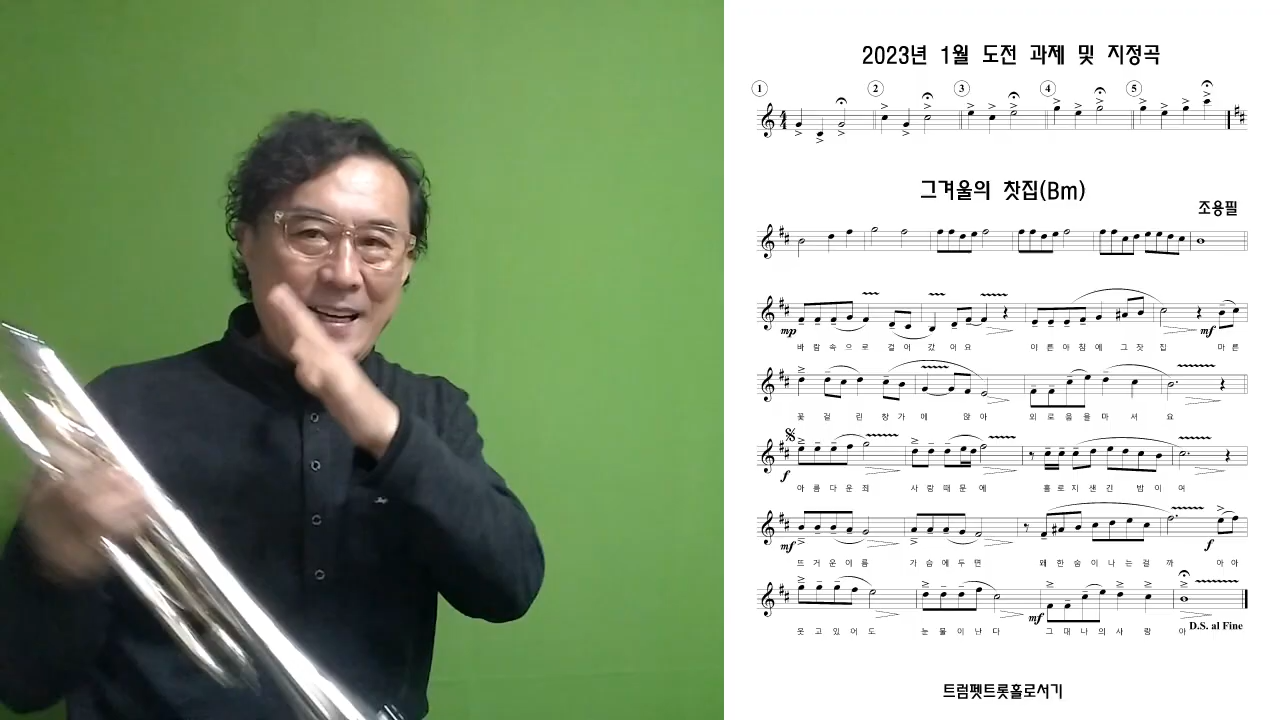 2023년 1월 도전 과제 및 지정곡
1 2 3 4 5
그겨울의 찻집(Bm)
조용필
mp mf
바 람 속 으 로 걸 어 갔 어 요 이 른 아 침 에 그 찻 집 마 른
꽃 걸 린 창 가 에 앉 아 외 로 움 을 마 셔 요
f
아 름 다 운 죄 사 랑 때 문 에 홀 로 지 샌 긴 밤 이 여
mf f
뜨 거 운 이 름 가 슴 에 두 면 왜 한 숨 이 나 는 걸 까 아 아
mf
웃 고 있 어 도 눈 물 이 난 다 그 대 나 의 사 랑 아 D.S. al Fine
트럼펫트롯홀로서기